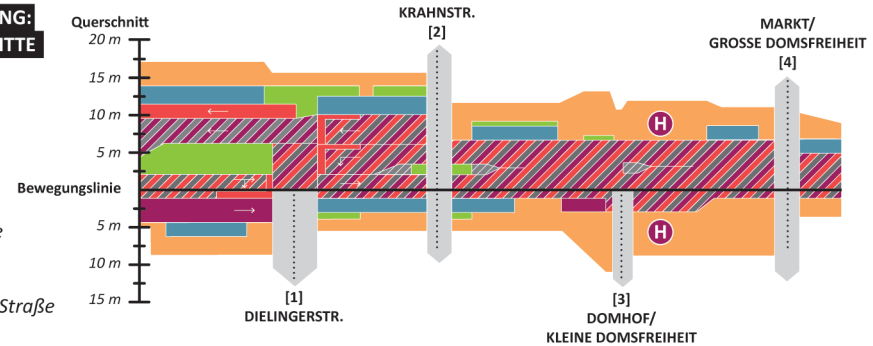 NG:
ITTE
Querschnitt
20 m
15 m
10 m
5 m
Bewegungslinie
5 m
10 m
15 m
e
Straße
KRAHNSTR.
[2]
MARKT/
GROSSE DOMSFREIHEIT
[4]
H
H
[1]
DIELINGERSTR.
[3]
DOMHOF/
KLEINE DOMSFREIHEIT